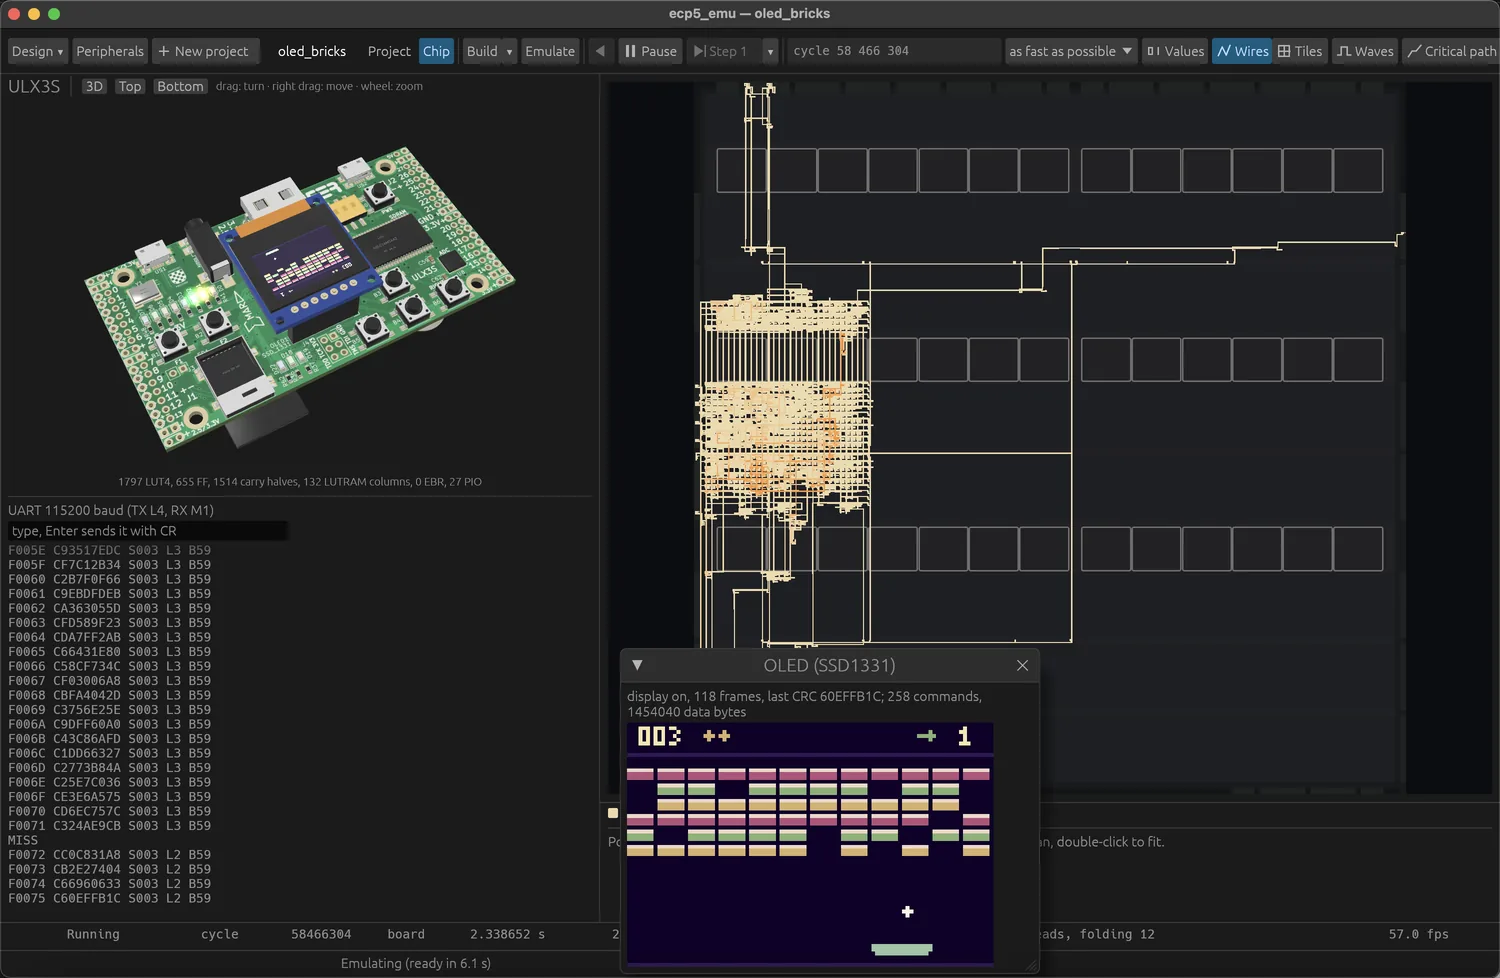 ecp5_emu — oled_bricks
Design ▾ Peripherals + New project oled_bricks Project Chip Build ▾ Emulate Pause Step 1 ▾ cycle 58 466 304 as fast as possible ▼ Values Wires Tiles Waves Critical path
ULX3S 3D Top Bottom drag: turn · right drag: move · wheel: zoom
ULX3S
J1
1797 LUT4, 655 FF, 1514 carry halves, 132 LUTRAM columns, 0 EBR, 27 PIO
UART 115200 baud (TX L4, RX M1)
type, Enter sends it with CR
F005E C93517EDC S003 L3 B59
F005F CF7C12B34 S003 L3 B59
F0060 C2B7F0F66 S003 L3 B59
F0061 C9EBDFDEB S003 L3 B59
F0062 CA363055D S003 L3 B59
F0063 CFD589F23 S003 L3 B59
F0064 CDA7FF2AB S003 L3 B59
F0065 C66431E80 S003 L3 B59
F0066 C58CF734C S003 L3 B59
F0067 CF03006A8 S003 L3 B59
F0068 CBFA4042D S003 L3 B59
F0069 C3756E25E S003 L3 B59
F006A C9DFF60A0 S003 L3 B59
F006B C43C86AFD S003 L3 B59
F006C C1DD66327 S003 L3 B59
F006D C2773B84A S003 L3 B59
F006E C25E7C036 S003 L3 B59
F006F CE3E6A575 S003 L3 B59
F0070 CD6EC757C S003 L3 B59
F0071 C324AE9CB S003 L3 B59
MISS
F0072 CC0C831A8 S003 L2 B59
F0073 CB2E27404 S003 L2 B59
F0074 C66960633 S003 L2 B59
F0075 C60EFFB1C S003 L2 B59
OLED (SSD1331)
display on, 118 frames, last CRC 60EFFB1C; 258 commands,
1454040 data bytes
003 ++ 1
an, double-click to fit.
Running cycle 58466304 board 2.338652 s 2 eads, folding 12 57.0 fps
Emulating (ready in 6.1 s)